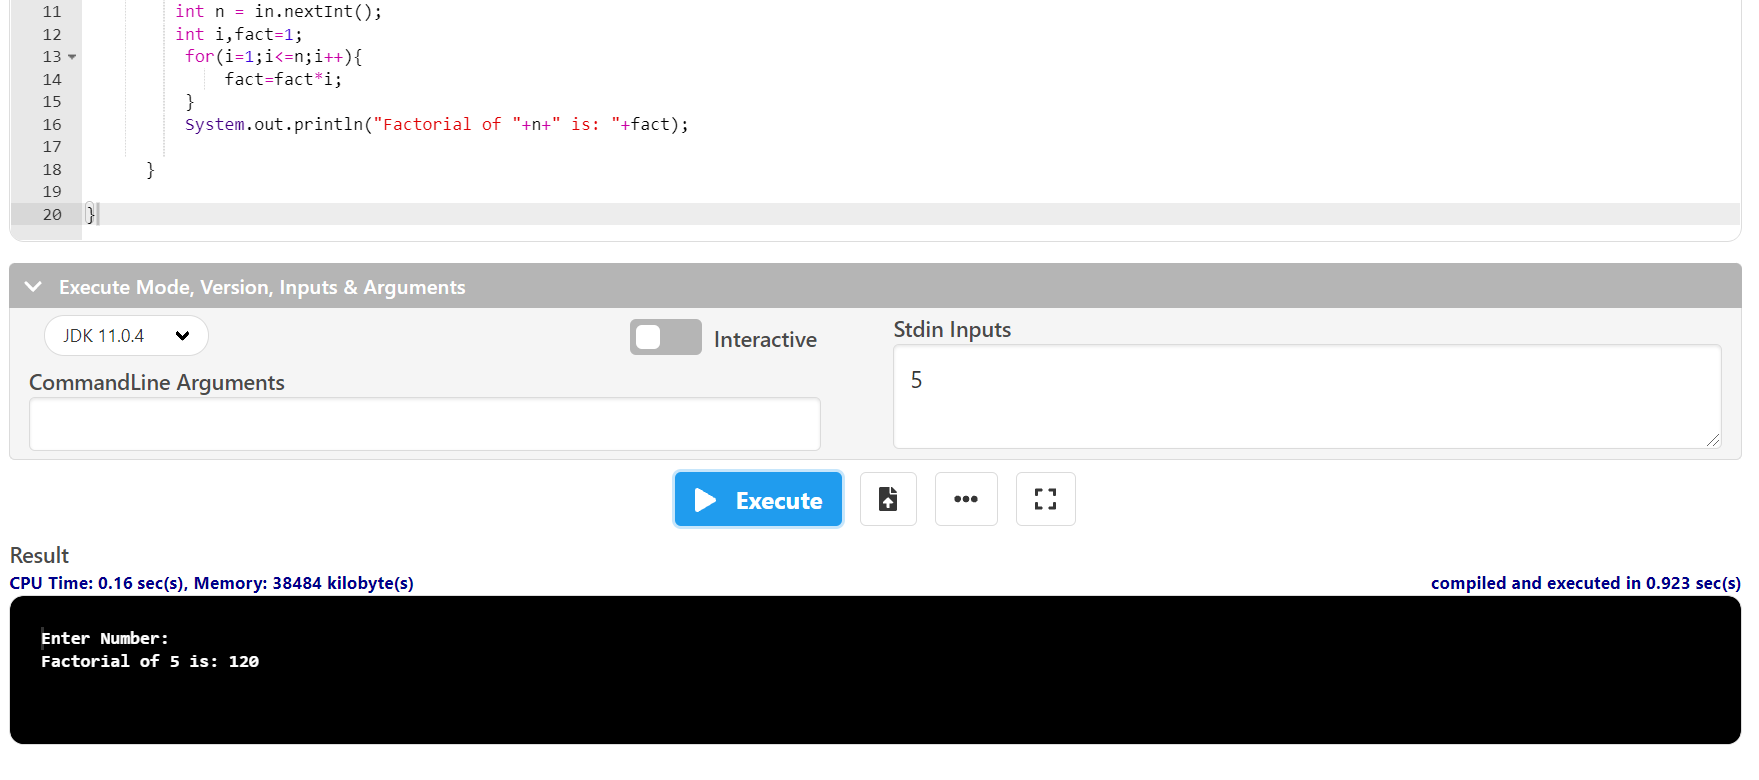 11 int n = in.nextInt();
12 int i,fact=1;
13 for(i=1;i<=n;i++){
14 fact=fact*i;
15 }
16 System.out.println("Factorial of "+n+" is: "+fact);
17
18 }
19
20 }
Execute Mode, Version, Inputs & Arguments
JDK 11.0.4
Interactive
Stdin Inputs
5
CommandLine Arguments
Execute
Result
CPU Time: 0.16 sec(s), Memory: 38484 kilobyte(s)
compiled and executed in 0.923 sec(s)
Enter Number:
Factorial of 5 is: 120